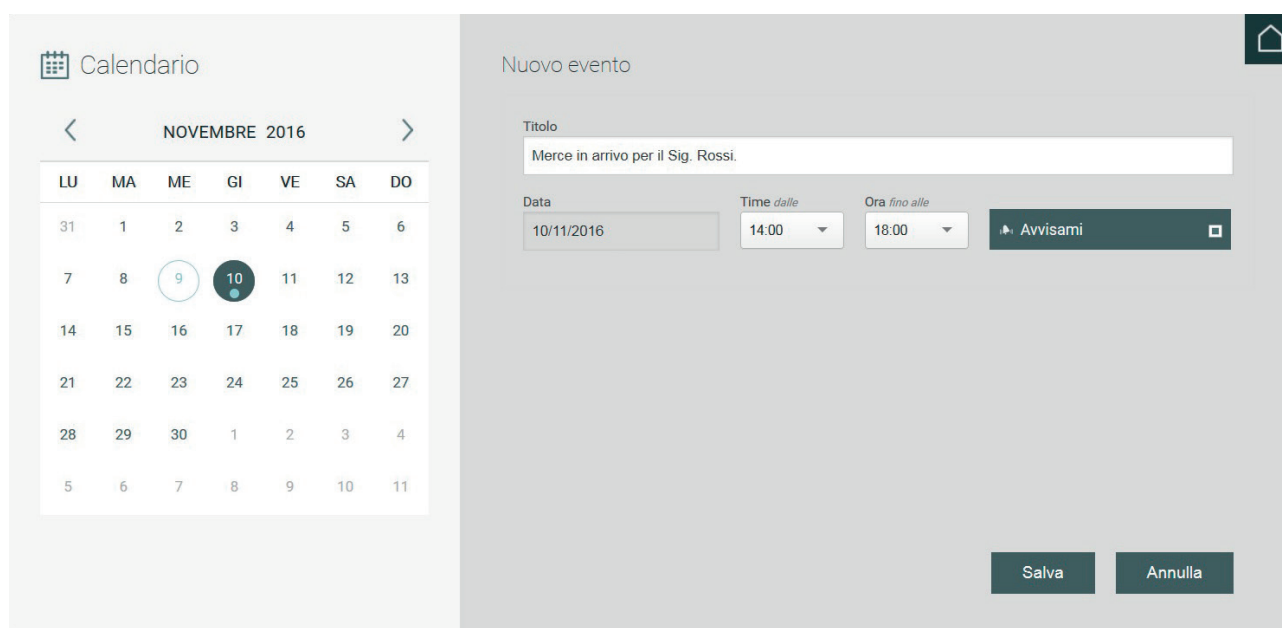 Calendario
NOVEMBRE 2016
LU MA ME GI VE SA DO
31 1 2 3 4 5 6
7 8 9 10 11 12 13
14 15 16 17 18 19 20
21 22 23 24 25 26 27
28 29 30 1 2 3 4
5 6 7 8 9 10 11
Nuovo evento
Titolo
Merce in arrivo per il Sig. Rossi.
Data Time dalle Ora fino alle
10/11/2016 14:00 18:00 Avvisami
Salva Annulla